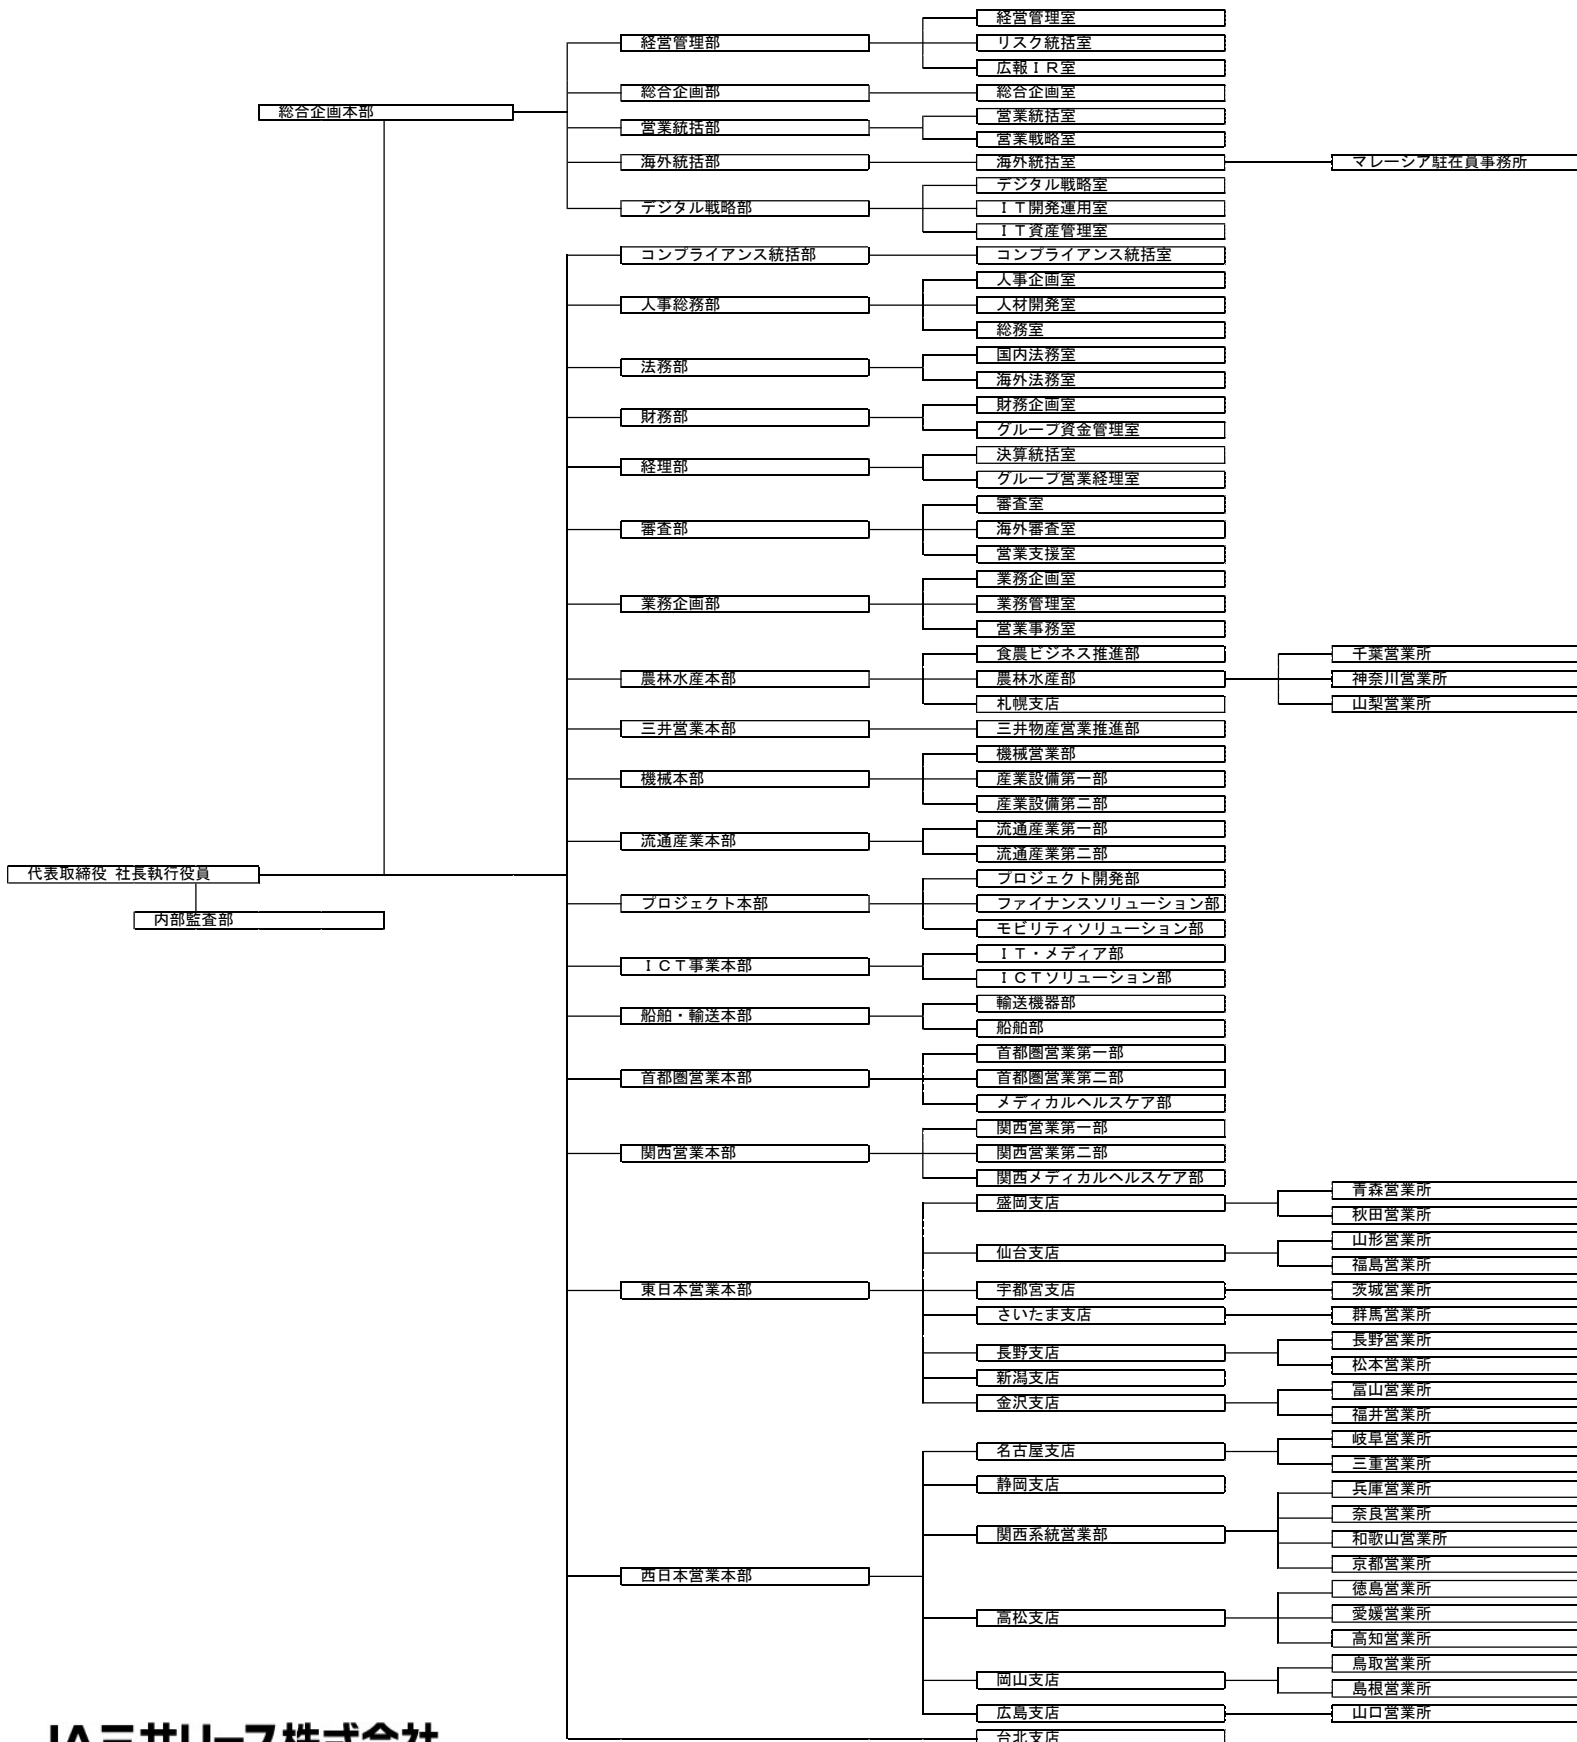 経営管理室
経営管理部
リスク統括室
広報ＩＲ室
総合企画部
総合企画室
総合企画本部
営業統括室
営業統括部
営業戦略室
海外統括部
海外統括室
マレーシア駐在員事務所
デジタル戦略室
デジタル戦略部
ＩＴ開発運用室
ＩＴ資産管理室
コンプライアンス統括部
コンプライアンス統括室
人事企画室
人事総務部
人材開発室
総務室
国内法務室
法務部
海外法務室
財務企画室
財務部
グループ資金管理室
決算統括室
経理部
グループ営業経理室
審査室
審査部
海外審査室
営業支援室
業務企画室
業務企画部
業務管理室
営業事務室
食農ビジネス推進部
千葉営業所
農林水産本部
農林水産部
神奈川営業所
札幌支店
山梨営業所
三井営業本部
三井物産営業推進部
機械営業部
機械本部
産業設備第一部
産業設備第二部
流通産業第一部
流通産業本部
流通産業第二部
代表取締役 社長執行役員
プロジェクト開発部
プロジェクト本部
ファイナンスソリューション部
内部監査部
モビリティソリューション部
ＩＴ・メディア部
ＩＣＴ事業本部
ＩＣＴソリューション部
輸送機器部
船舶・輸送本部
船舶部
首都圏営業第一部
首都圏営業本部
首都圏営業第二部
メディカルヘルスケア部
関西営業第一部
関西営業本部
関西営業第二部
関西メディカルヘルスケア部
青森営業所
盛岡支店
秋田営業所
山形営業所
仙台支店
福島営業所
東日本営業本部
宇都宮支店
茨城営業所
さいたま支店
群馬営業所
長野営業所
長野支店
松本営業所
新潟支店
富山営業所
金沢支店
福井営業所
岐阜営業所
名古屋支店
三重営業所
静岡支店
兵庫営業所
奈良営業所
関西系統営業部
和歌山営業所
京都営業所
西日本営業本部
徳島営業所
高松支店
愛媛営業所
高知営業所
鳥取営業所
岡山支店
島根営業所
広島支店
山口営業所
JA三井リース株式会社
台北支店